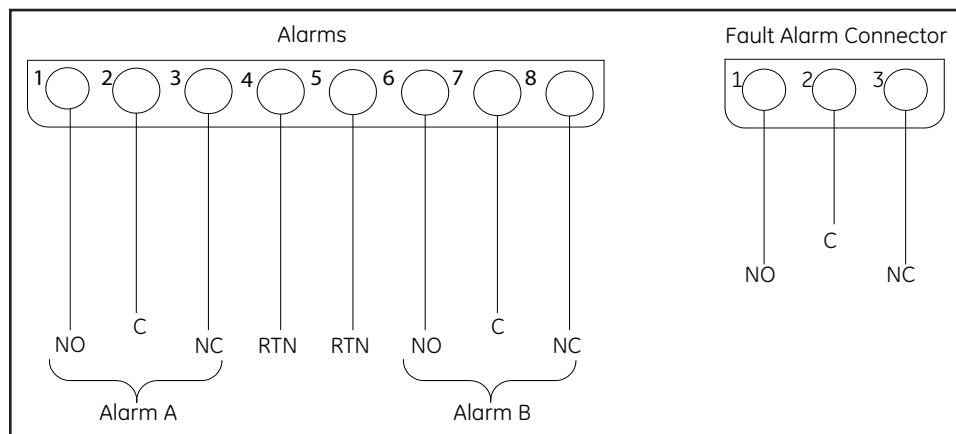 Alarms
1 2 3 4 5 6 7 8
NO C NC RTN RTN NO C NC
Alarm A
Alarm B
Fault Alarm Connector
1 2 3
NO C NC